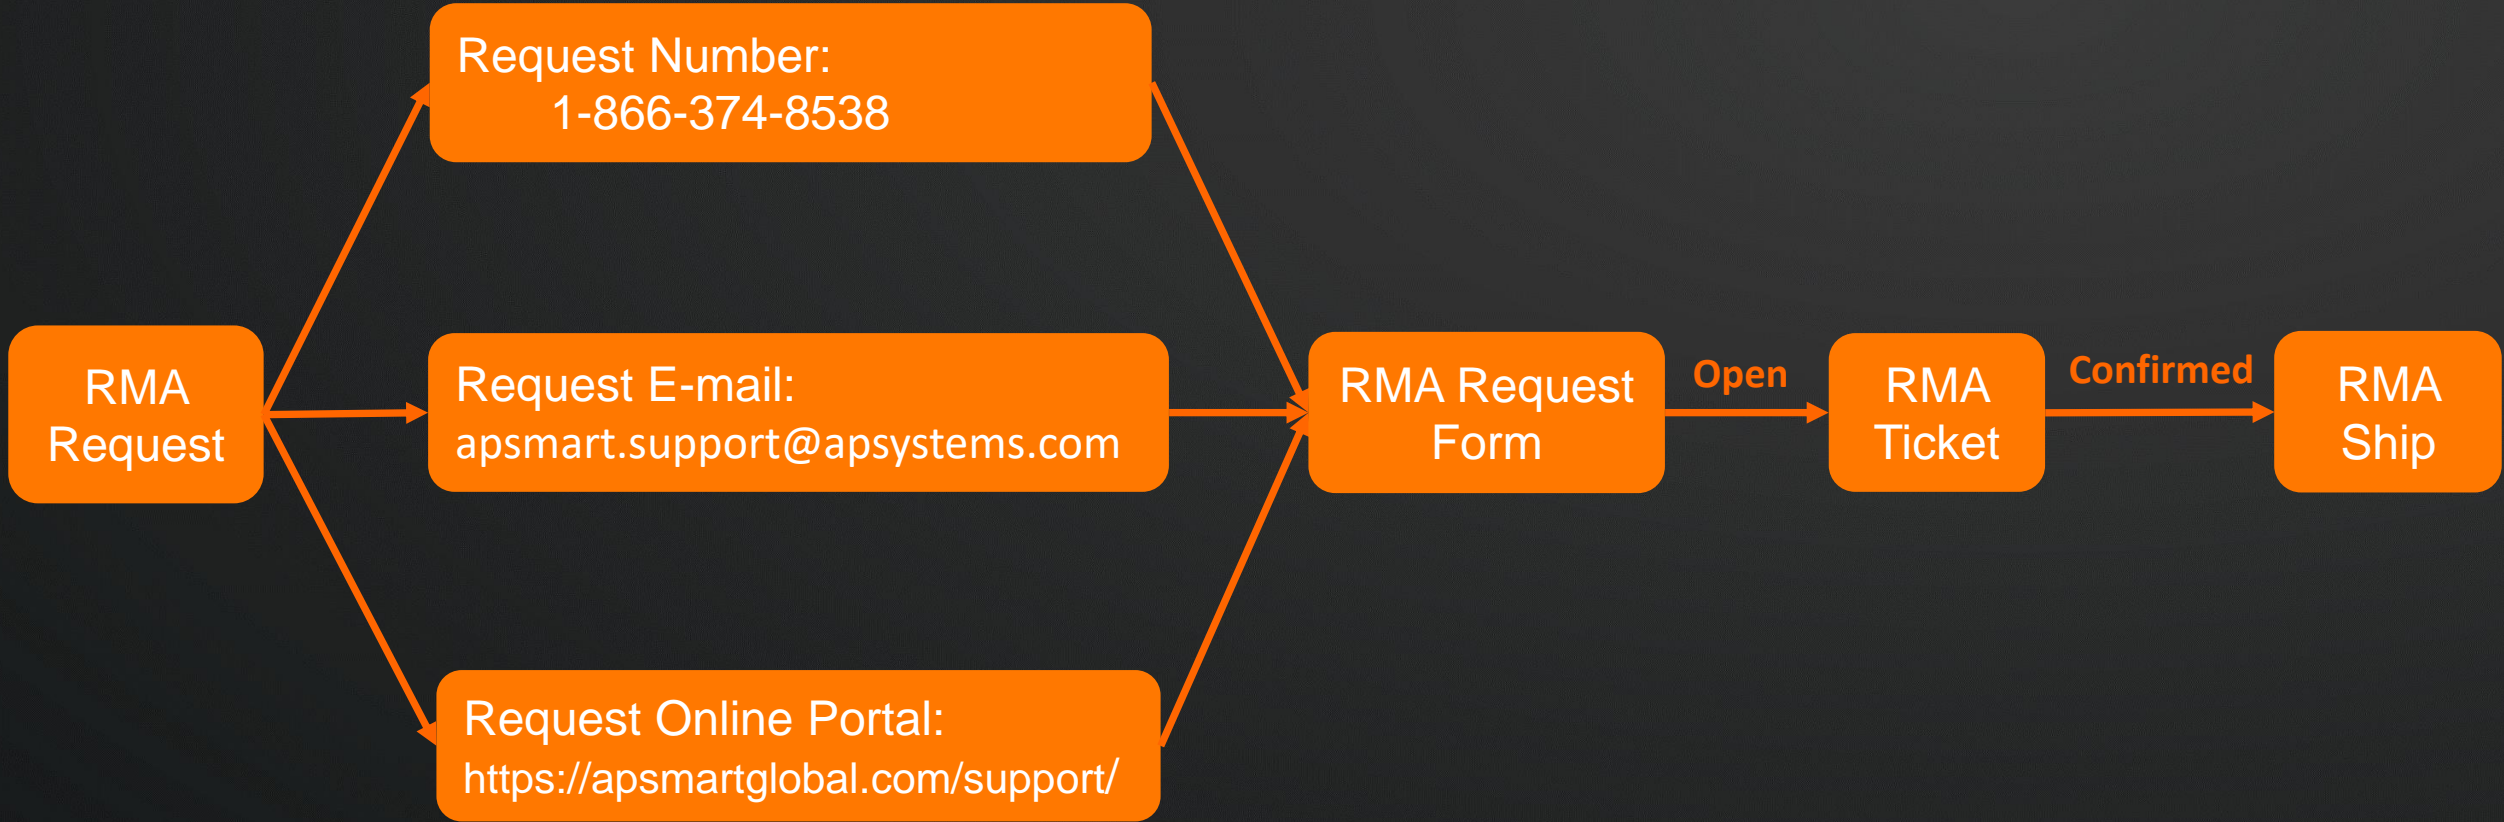 Request Number:
1-866-374-8538
RMA
Request
Request E-mail:
apsmart.support@apsystems.com
Request Online Portal:
https://apsmartglobal.com/support/
RMA Request
Form
Open
RMA
Ticket
Confirmed
RMA
Ship